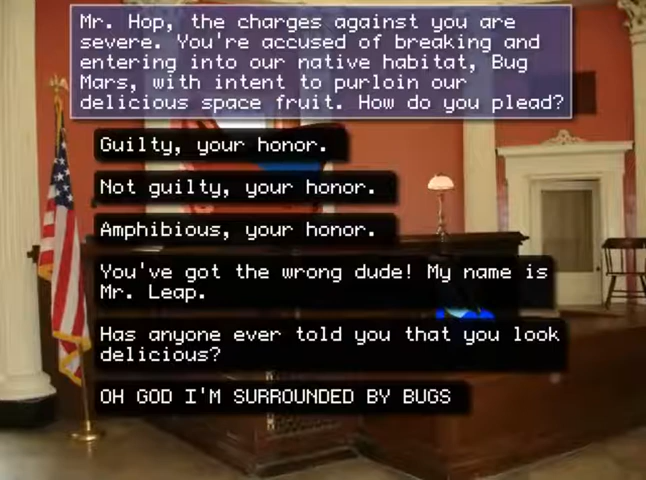 Mr. Hop, the charges against you are
severe. You're accused of breaking and
entering into our native habitat, Bug
Mars, with intent to purloin our
delicious space fruit. How do you plead?
Guilty, your honor.
Not guilty, your honor.
Amphibious, your honor.
You've got the wrong dude! My name is
Mr. Leap.
Has anyone ever told you that you look
delicious?
OH GOD I'M SURROUNDED BY BUGS